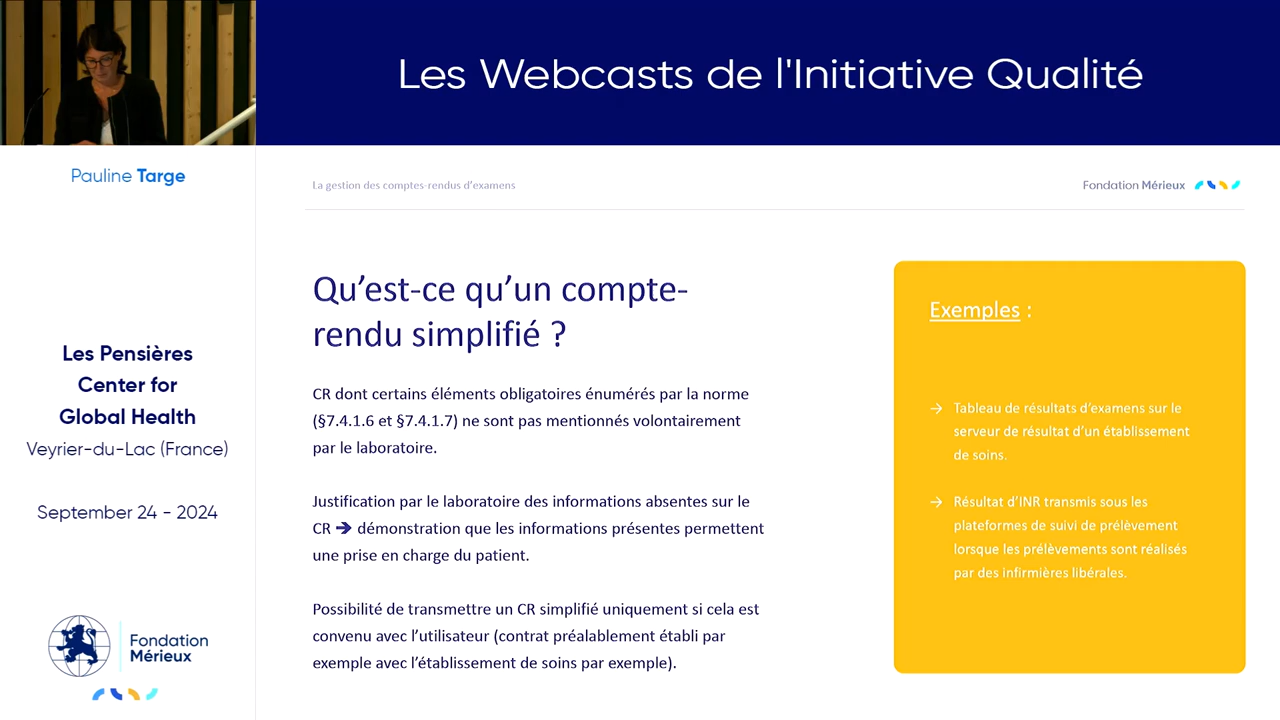 Les Webcasts de l'Initiative Qualité
Pauline Targe
Les Pensières
Center for
Global Health
Veyrier-du-Lac (France)
September 24 - 2024
Fondation
Mérieux
La gestion des comptes-rendus d'examens
Fondation Mérieux
Qu'est-ce qu'un compte-
rendu simplifié ?
CR dont certains éléments obligatoires énumérés par la norme
(§7.4.1.6 et §7.4.1.7) ne sont pas mentionnés volontairement
par le laboratoire.
Justification par le laboratoire des informations absentes sur le
CR → démonstration que les informations présentes permettent
une prise en charge du patient.
Possibilité de transmettre un CR simplifié uniquement si cela est
convenu avec l'utilisateur (contrat préalablement établi par
exemple avec l'établissement de soins par exemple).
Exemples :
→ Tableau de résultats d'examens sur le
serveur de résultat d'un établissement
de soins.
→ Résultat d'INR transmis sous les
plateformes de suivi de prélèvement
lorsque les prélèvements sont réalisés
par des infirmières libérales.